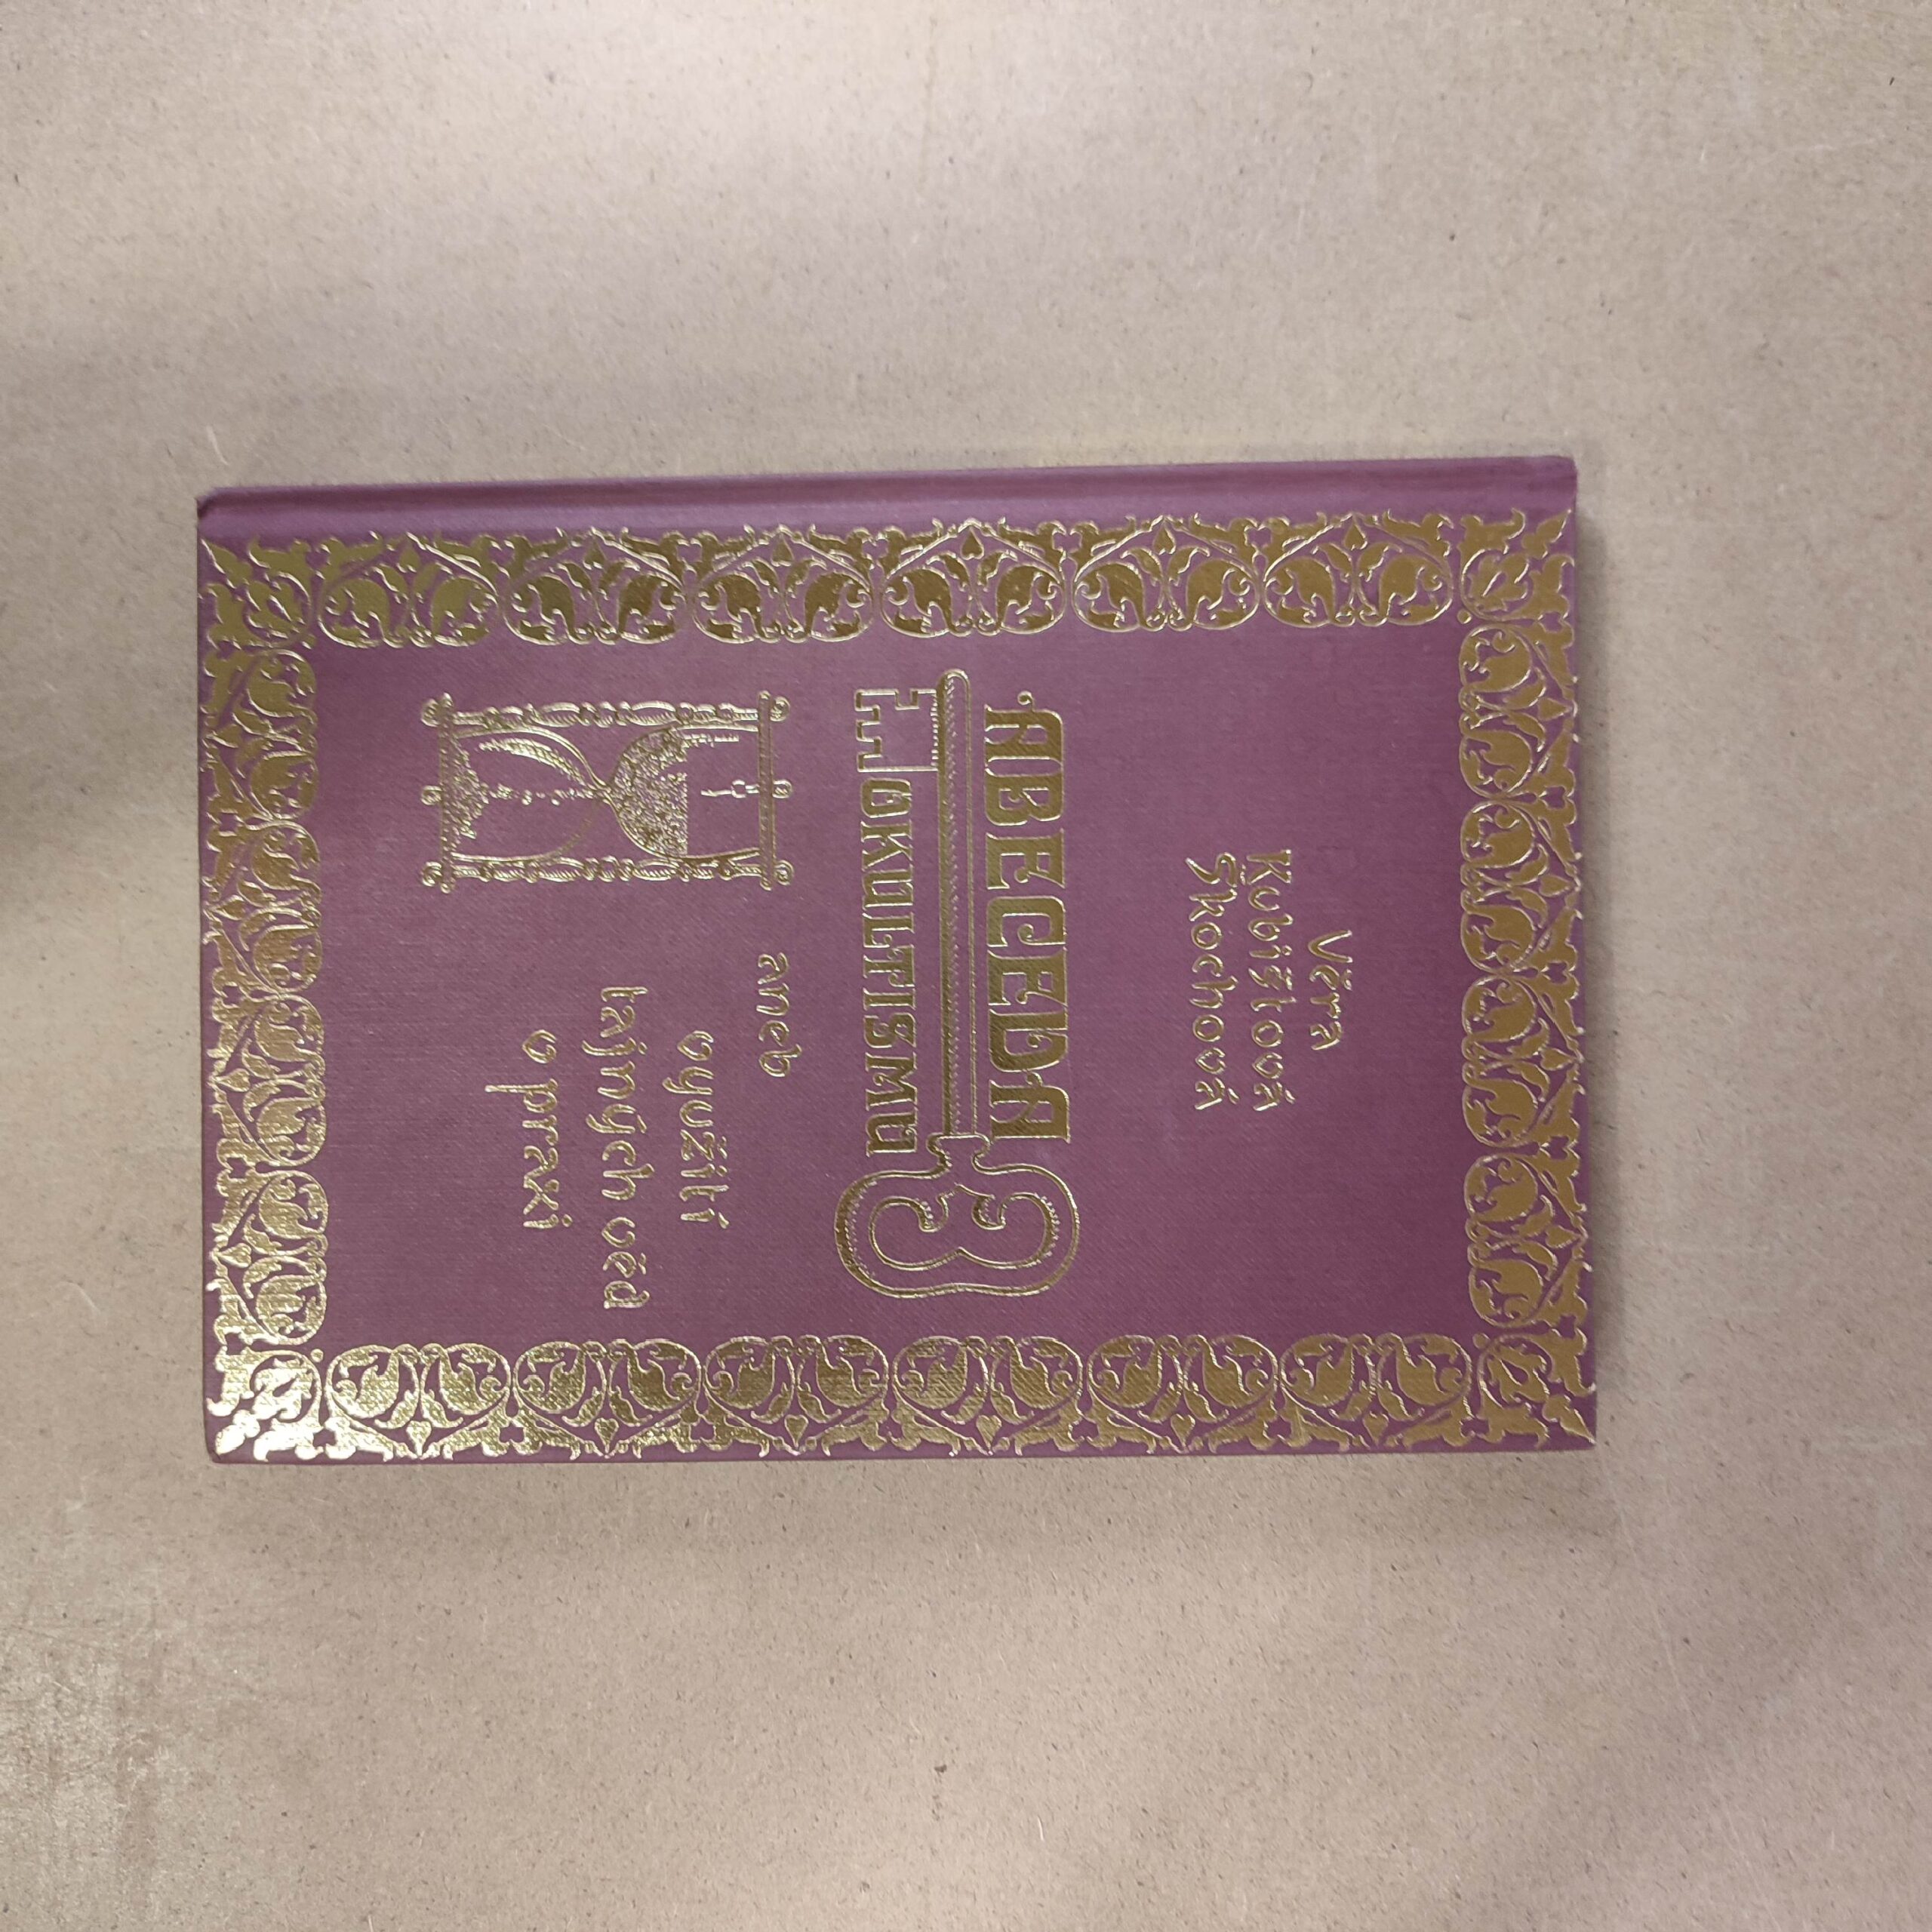 Věra
Kubištová
Škochová
ABECEDA
OKULTISMU
aneb
využití
tajných věd
v praxi